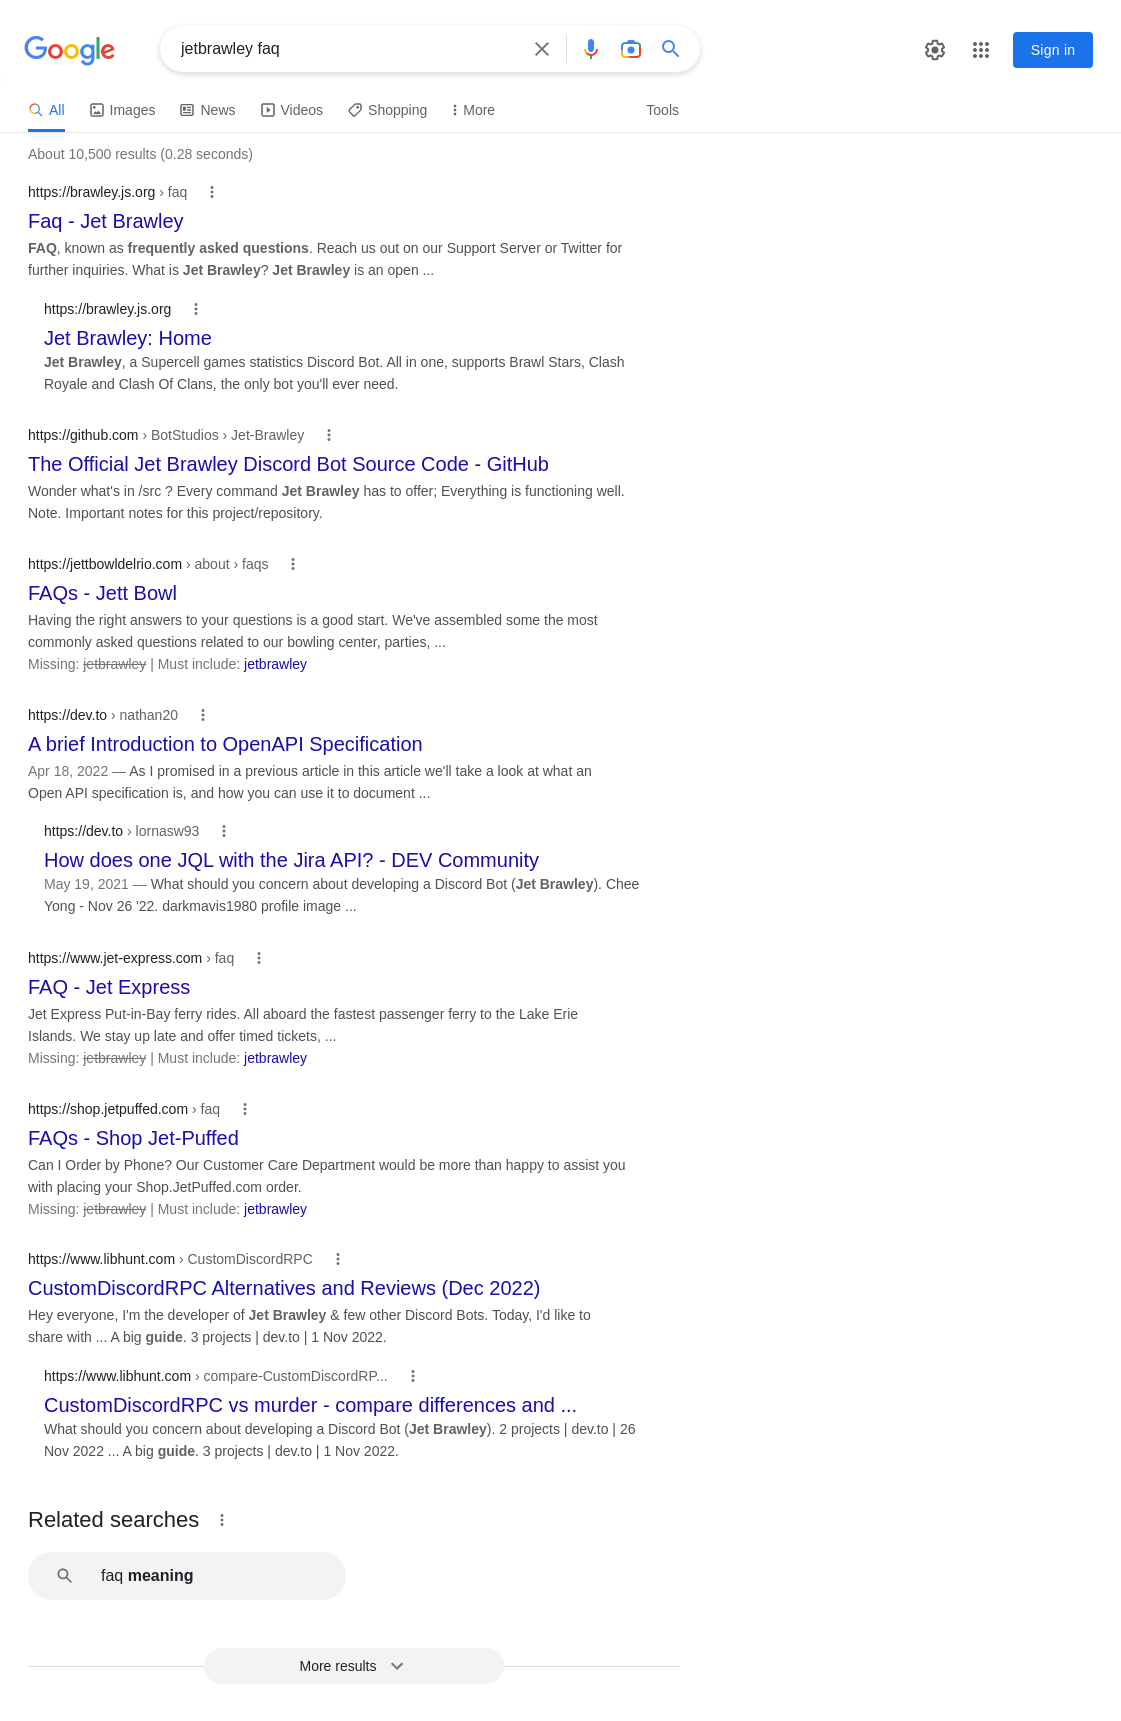 Google
jetbrawley faq
Sign in
All
Images
News
Videos
Shopping
More
Tools
About 10,500 results (0.28 seconds)
https://brawley.js.org › faq
Faq - Jet Brawley
FAQ, known as frequently asked questions. Reach us out on our Support Server or Twitter for
further inquiries. What is Jet Brawley? Jet Brawley is an open ...
https://brawley.js.org
Jet Brawley: Home
Jet Brawley, a Supercell games statistics Discord Bot. All in one, supports Brawl Stars, Clash
Royale and Clash Of Clans, the only bot you'll ever need.
https://github.com › BotStudios › Jet-Brawley
The Official Jet Brawley Discord Bot Source Code - GitHub
Wonder what's in /src ? Every command Jet Brawley has to offer; Everything is functioning well.
Note. Important notes for this project/repository.
https://jettbowldelrio.com › about › faqs
FAQs - Jett Bowl
Having the right answers to your questions is a good start. We've assembled some the most
commonly asked questions related to our bowling center, parties, ...
Missing: jetbrawley | Must include: jetbrawley
https://dev.to › nathan20
A brief Introduction to OpenAPI Specification
Apr 18, 2022 — As I promised in a previous article in this article we'll take a look at what an
Open API specification is, and how you can use it to document ...
https://dev.to › lornasw93
How does one JQL with the Jira API? - DEV Community
May 19, 2021 — What should you concern about developing a Discord Bot (Jet Brawley). Chee
Yong - Nov 26 '22. darkmavis1980 profile image ...
https://www.jet-express.com › faq
FAQ - Jet Express
Jet Express Put-in-Bay ferry rides. All aboard the fastest passenger ferry to the Lake Erie
Islands. We stay up late and offer timed tickets, ...
Missing: jetbrawley | Must include: jetbrawley
https://shop.jetpuffed.com › faq
FAQs - Shop Jet-Puffed
Can I Order by Phone? Our Customer Care Department would be more than happy to assist you
with placing your Shop.JetPuffed.com order.
Missing: jetbrawley | Must include: jetbrawley
https://www.libhunt.com › CustomDiscordRPC
CustomDiscordRPC Alternatives and Reviews (Dec 2022)
Hey everyone, I'm the developer of Jet Brawley & few other Discord Bots. Today, I'd like to
share with ... A big guide. 3 projects | dev.to | 1 Nov 2022.
https://www.libhunt.com › compare-CustomDiscordRP...
CustomDiscordRPC vs murder - compare differences and ...
What should you concern about developing a Discord Bot (Jet Brawley). 2 projects | dev.to | 26
Nov 2022 ... A big guide. 3 projects | dev.to | 1 Nov 2022.
Related searches
faq meaning
More results